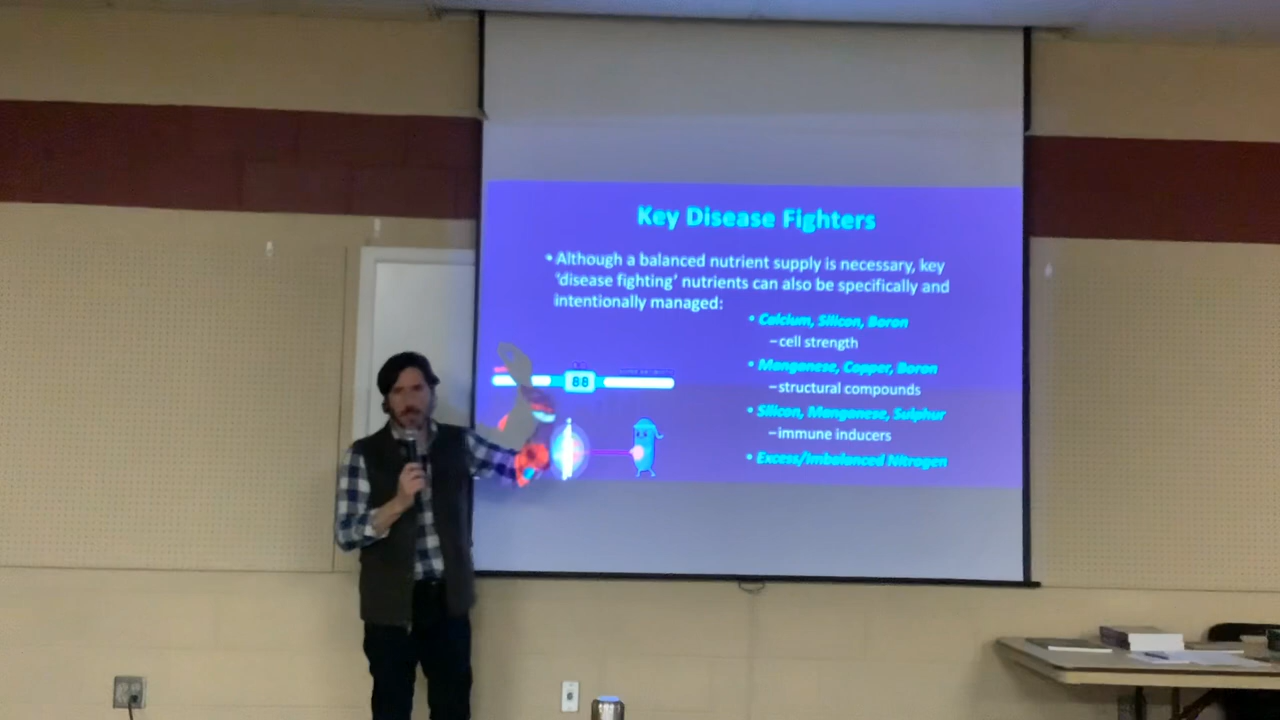 Key Disease Fighters
• Although a balanced nutrient supply is necessary, key
‘disease fighting’ nutrients can also be specifically and
intentionally managed:
• Calcium, Silicon, Boron
–cell strength
• Manganese, Copper, Boron
–structural compounds
• Silicon, Manganese, Sulphur
–immune inducers
• Excess/Imbalanced Nitrogen
88